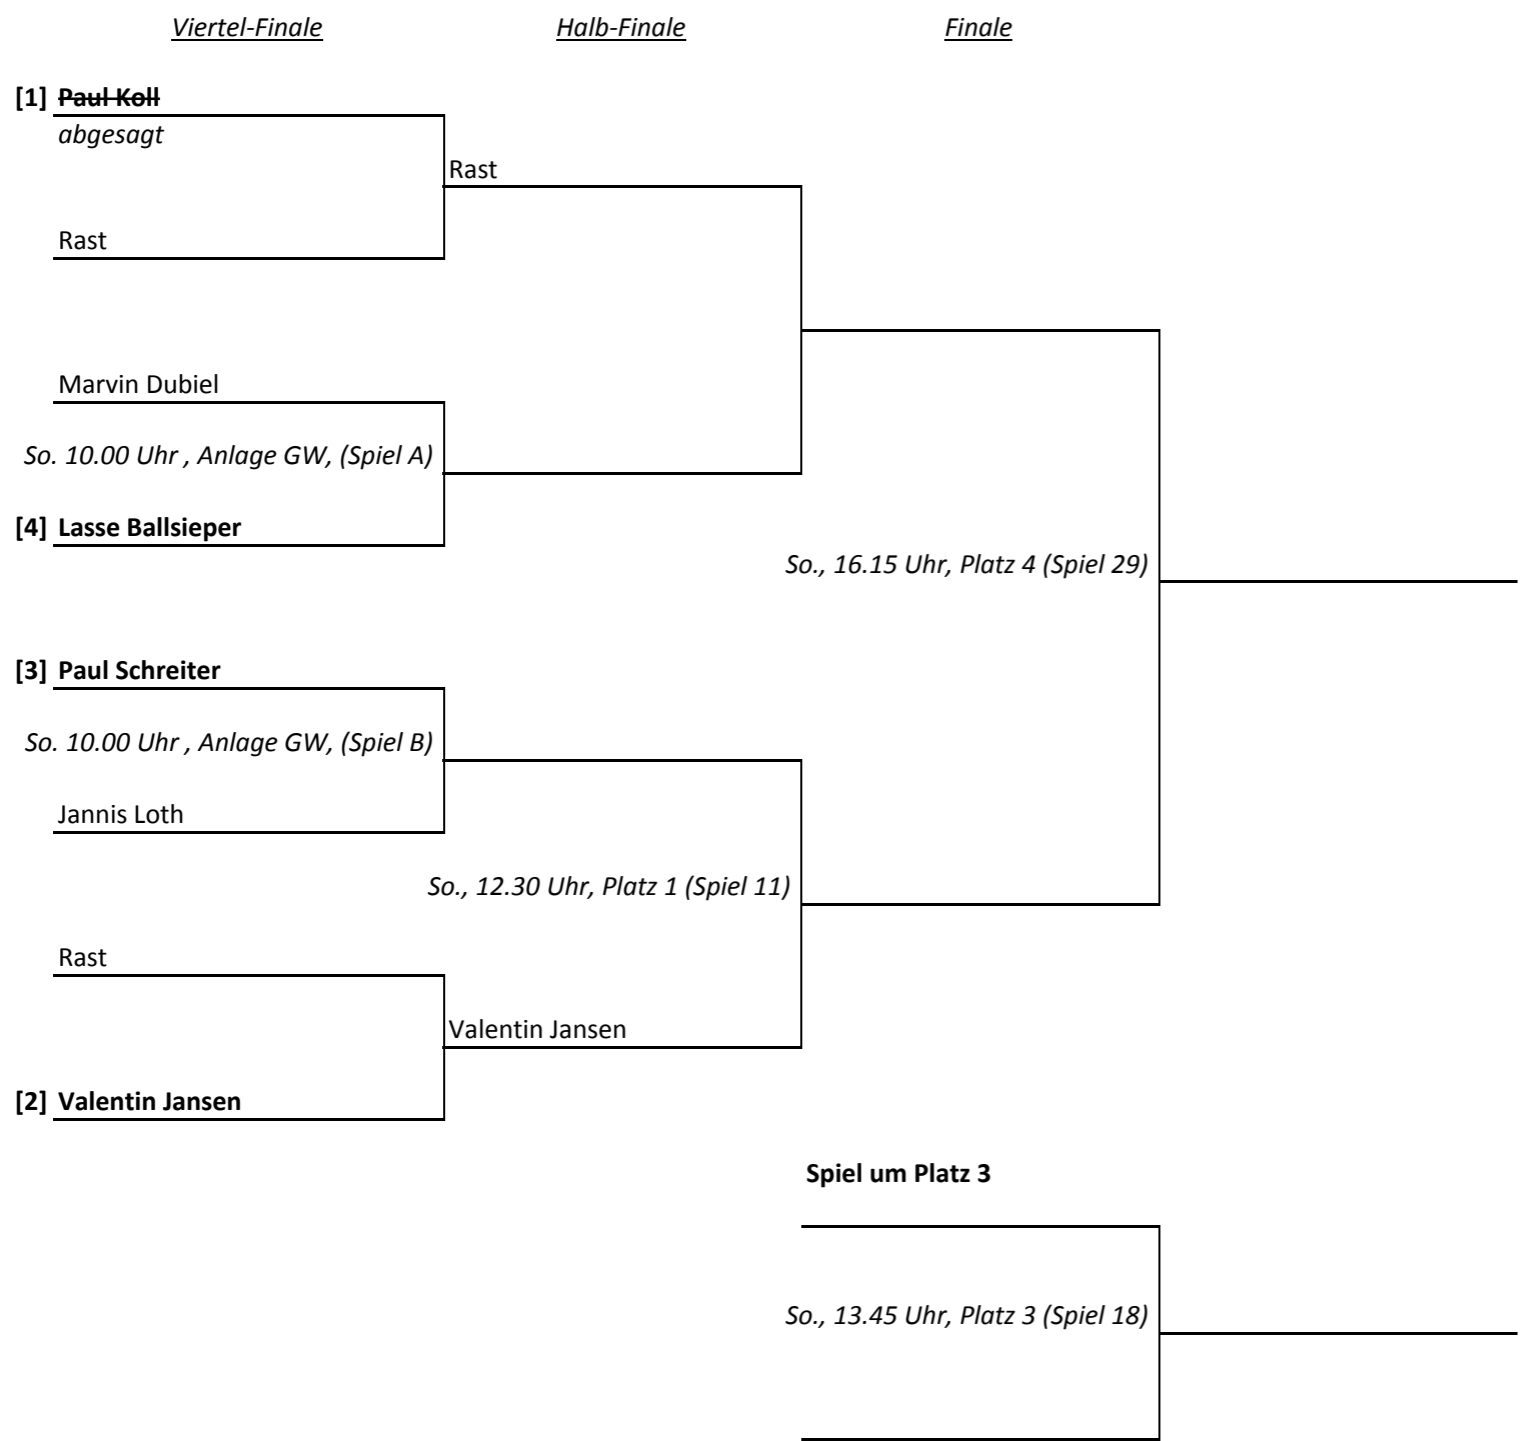 Viertel-Finale Halb-Finale Finale
[1] Paul Koll
abgesagt
Rast
Rast
Marvin Dubiel
So. 10.00 Uhr , Anlage GW, (Spiel A)
[4] Lasse Ballsieper
So., 16.15 Uhr, Platz 4 (Spiel 29)
[3] Paul Schreiter
So. 10.00 Uhr , Anlage GW, (Spiel B)
Jannis Loth
So., 12.30 Uhr, Platz 1 (Spiel 11)
Rast
Valentin Jansen
[2] Valentin Jansen
Spiel um Platz 3
So., 13.45 Uhr, Platz 3 (Spiel 18)